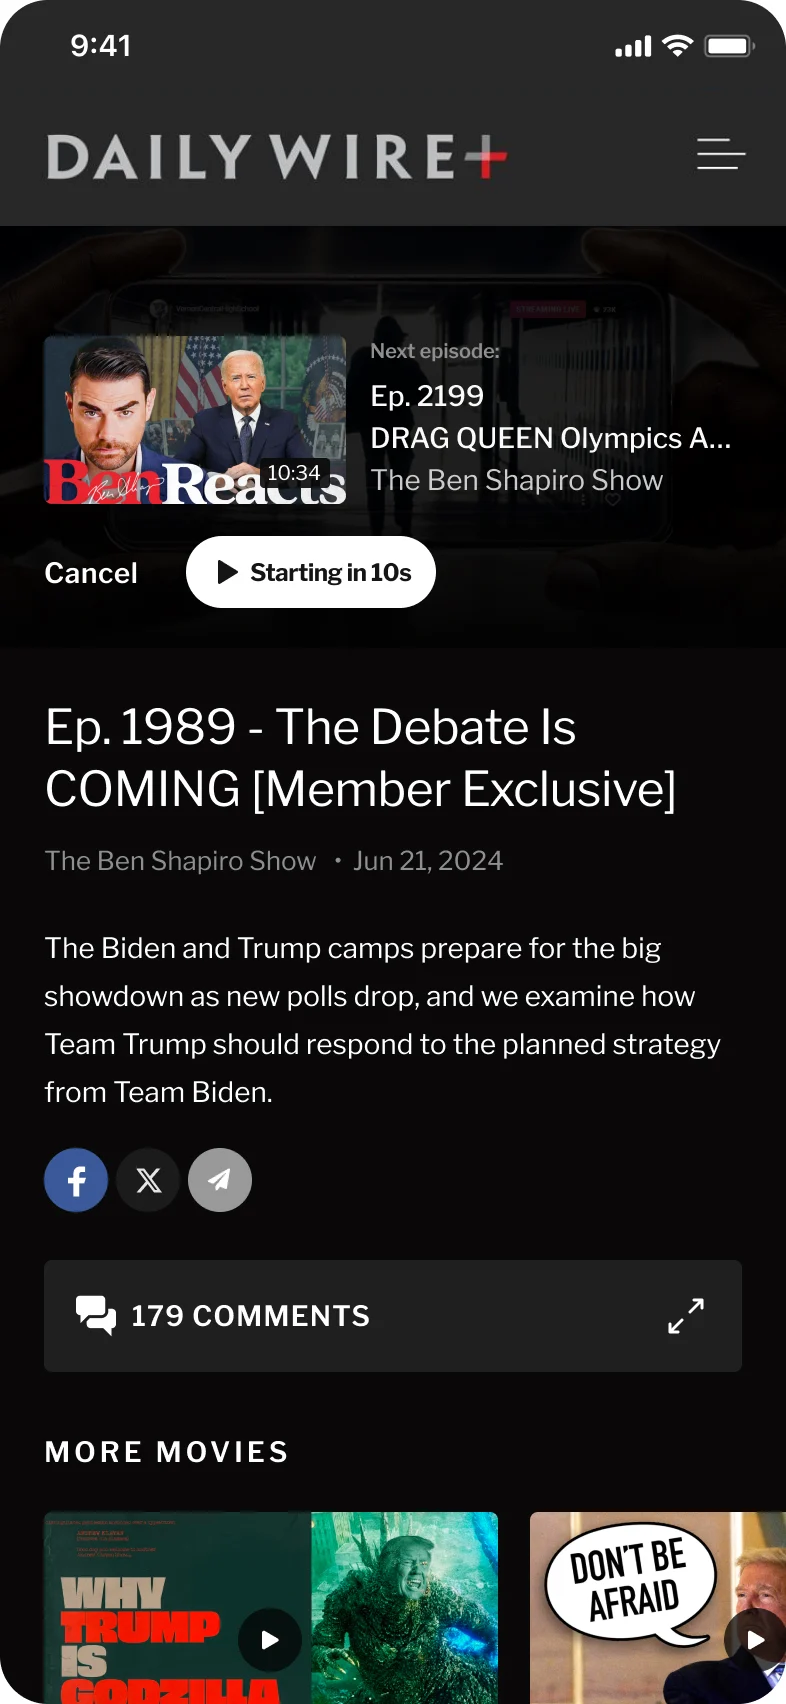 9:41
DAILY WIRE+
Next episode:
Ep. 2199
DRAG QUEEN Olympics A...
The Ben Shapiro Show
Ben Reacts
10:34
Cancel
Starting in 10s
Ep. 1989 - The Debate Is
COMING [Member Exclusive]
The Ben Shapiro Show • Jun 21, 2024
The Biden and Trump camps prepare for the big
showdown as new polls drop, and we examine how
Team Trump should respond to the planned strategy
from Team Biden.
179 COMMENTS
MORE MOVIES
WHY
TRUMP
IS
GODZILLA
DON'T BE
AFRAID